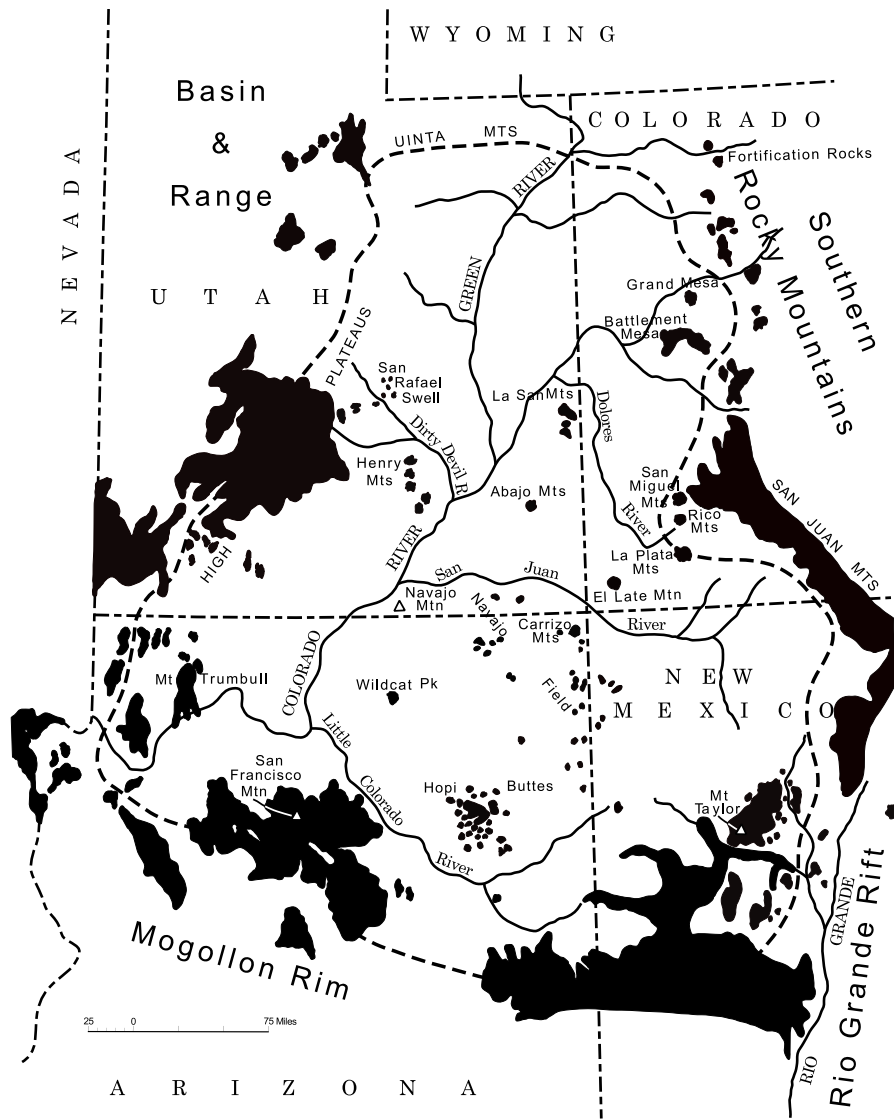 WYOMING
Basin
&
Range
COLORADO
UINTA MTS
Fortification Rocks
NEVADA
RIVER
Rocky Mountains
Southern
GREEN
Grand Mesa
UTAH
Battlement
Mesa
PLATEAUS
San
Rafael
Swell
La San Mts
Dolores
Dirty Devil R
Henry
Mts
San
Miguel
Mts
SAN JUAN MTS
Abajo Mts
River
Rico
Mts
HIGH
RIVER
La Plata
Mts
San Juan
El Late Mtn
Navajo
Mtn
Navajo
Carrizo
Mts
River
NEW
Mt Trumbull
COLORADO
Wildcat Pk
Field
MEXICO
Little
San
Francisco
Mtn
Colorado
Hopi Buttes
Mt
Taylor
River
GRANDE
Mogollon Rim
Rio Grande Rift
25 0 75 Miles
RIO
ARIZONA